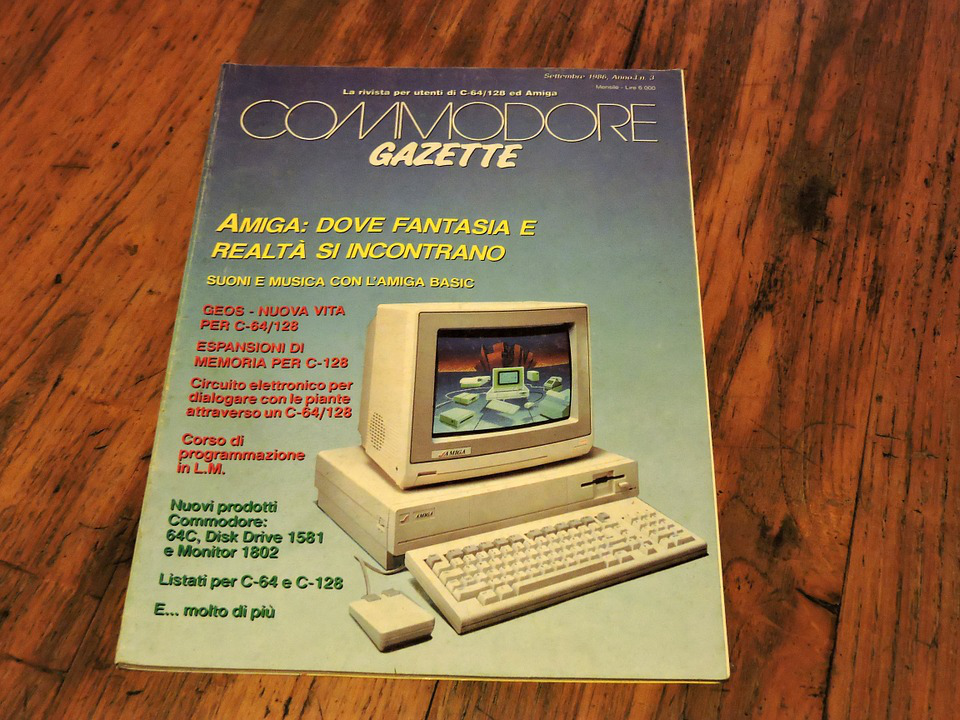 Settembre 1986, Anno I n. 3
Mensile - Lire 6.000
La rivista per utenti di C-64/128 ed Amiga
COMMODORE
GAZETTE
AMIGA: DOVE FANTASIA E
REALTÀ SI INCONTRANO
SUONI E MUSICA CON L'AMIGA BASIC
GEOS - NUOVA VITA
PER C-64/128
ESPANSIONI DI
MEMORIA PER C-128
Circuito elettronico per
dialogare con le piante
attraverso un C-64/128
Corso di
programmazione
in L.M.
Nuovi prodotti
Commodore:
64C, Disk Drive 1581
e Monitor 1802
Listati per C-64 e C-128
E... molto di più
AMIGA
AMIGA